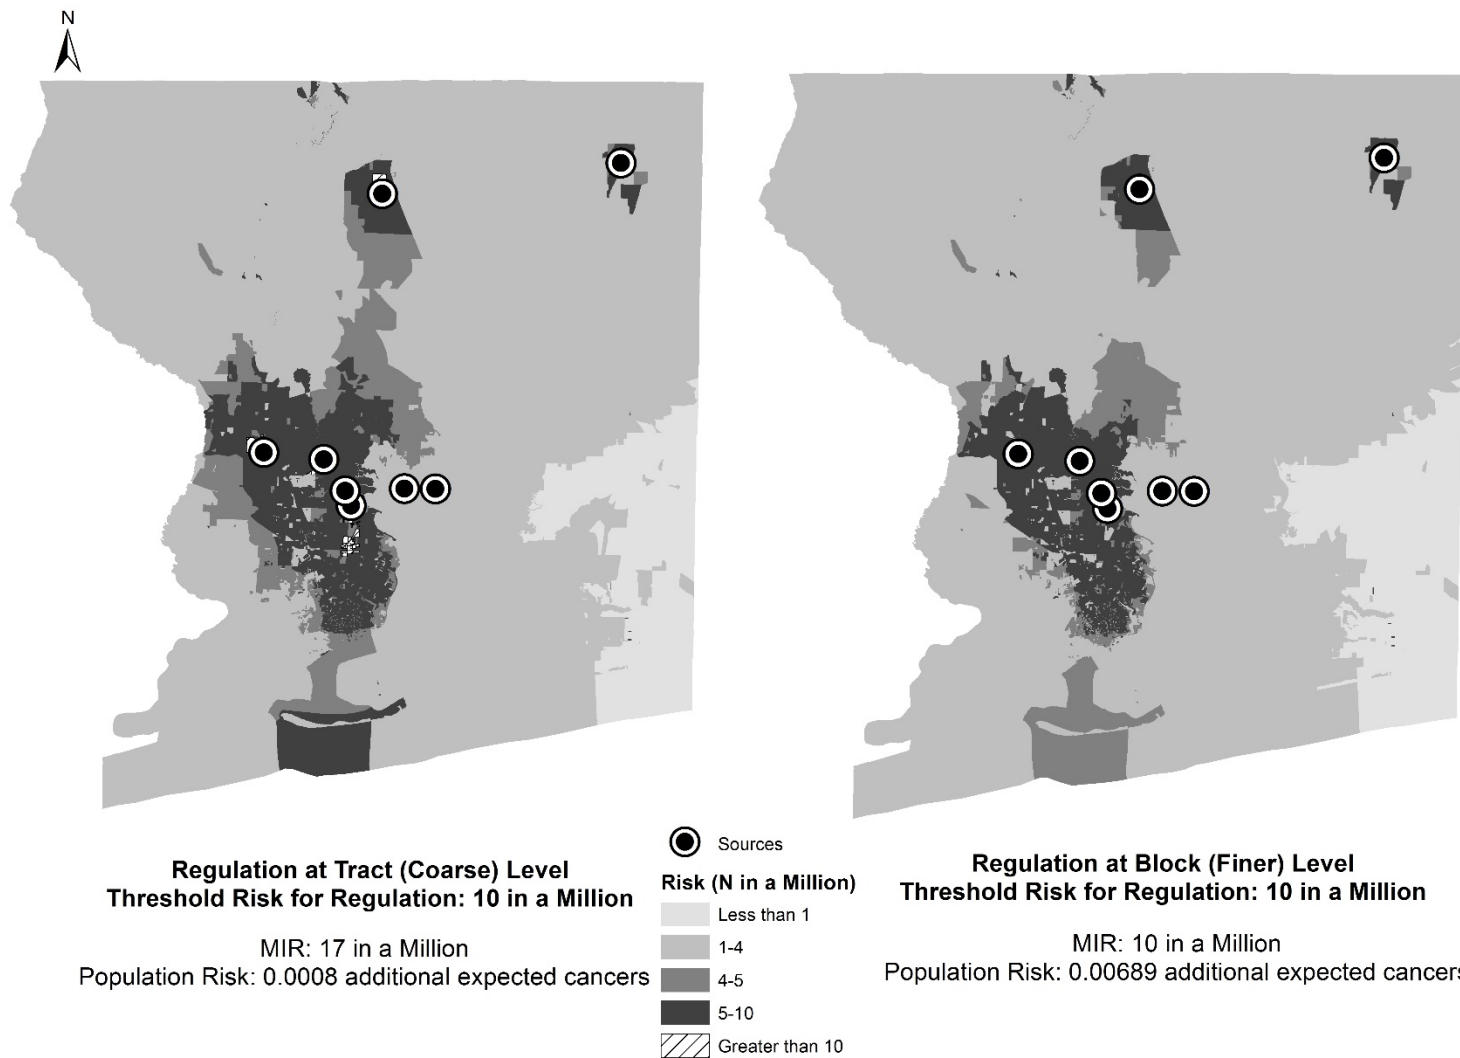 N
Regulation at Tract (Coarse) Level
Threshold Risk for Regulation: 10 in a Million
MIR: 17 in a Million
Population Risk: 0.0008 additional expected cancers
Sources
Risk (N in a Million)
Less than 1
1-4
4-5
5-10
Greater than 10
Regulation at Block (Finer) Level
Threshold Risk for Regulation: 10 in a Million
MIR: 10 in a Million
Population Risk: 0.00689 additional expected cancers